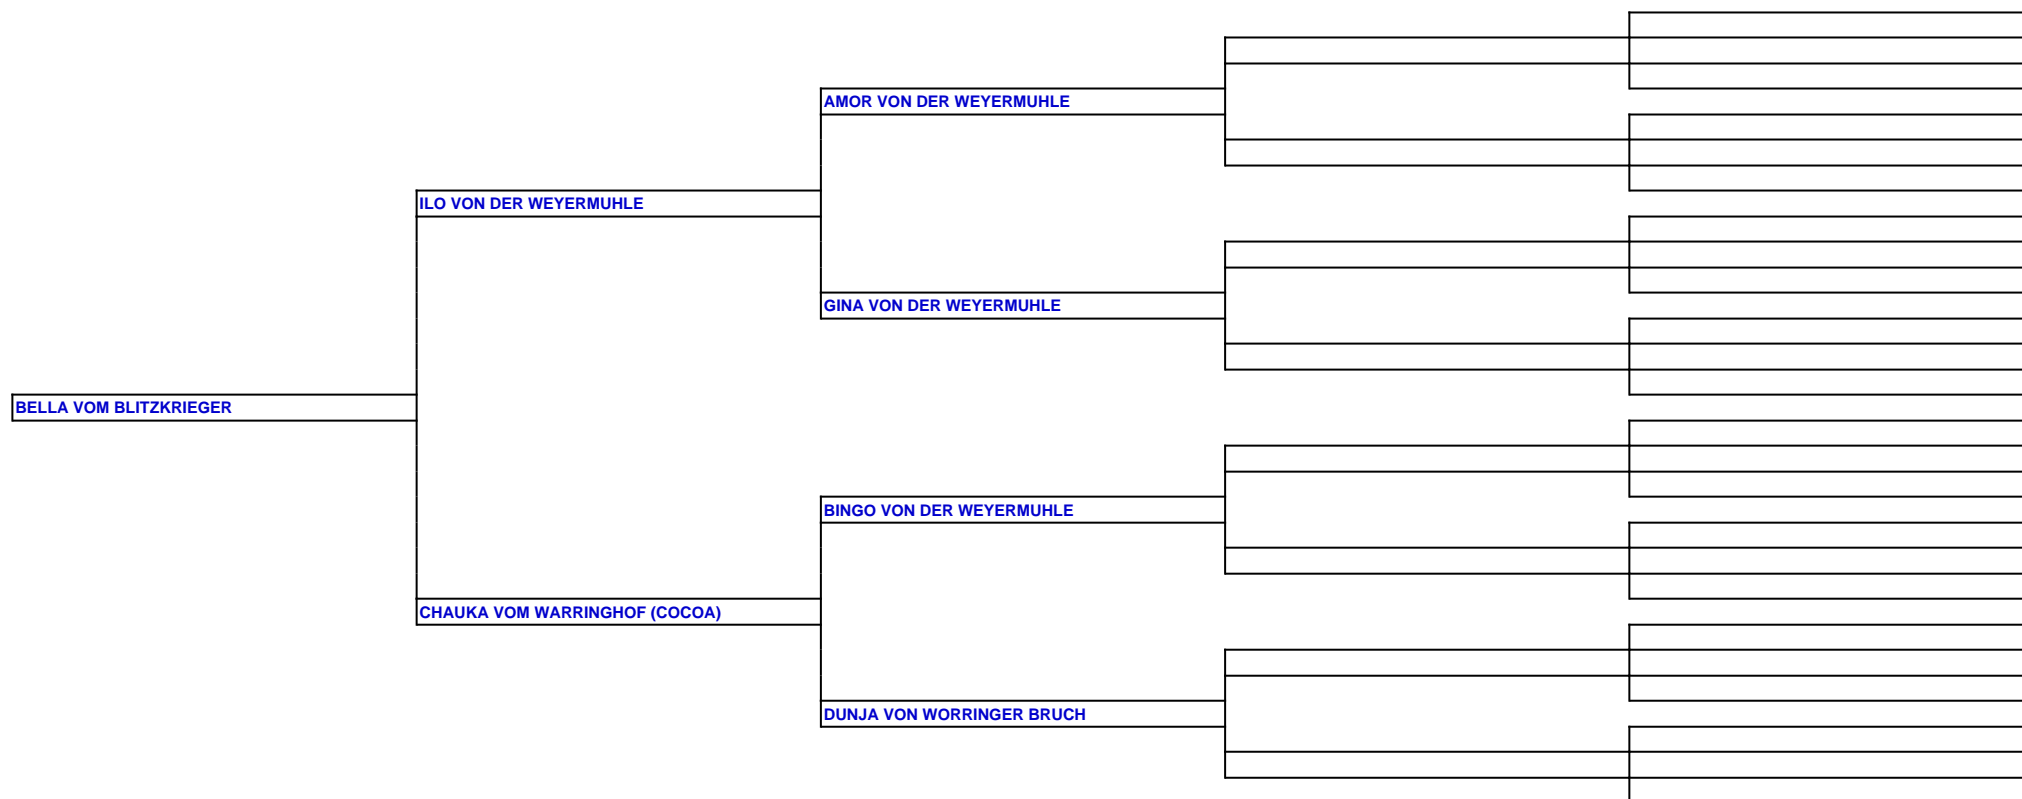 AMOR VON DER WEYERMUHLE
ILO VON DER WEYERMUHLE
GINA VON DER WEYERMUHLE
BELLA VOM BLITZKRIEGER
BINGO VON DER WEYERMUHLE
CHAUKA VOM WARRINGHOF (COCOA)
DUNJA VON WORRINGER BRUCH